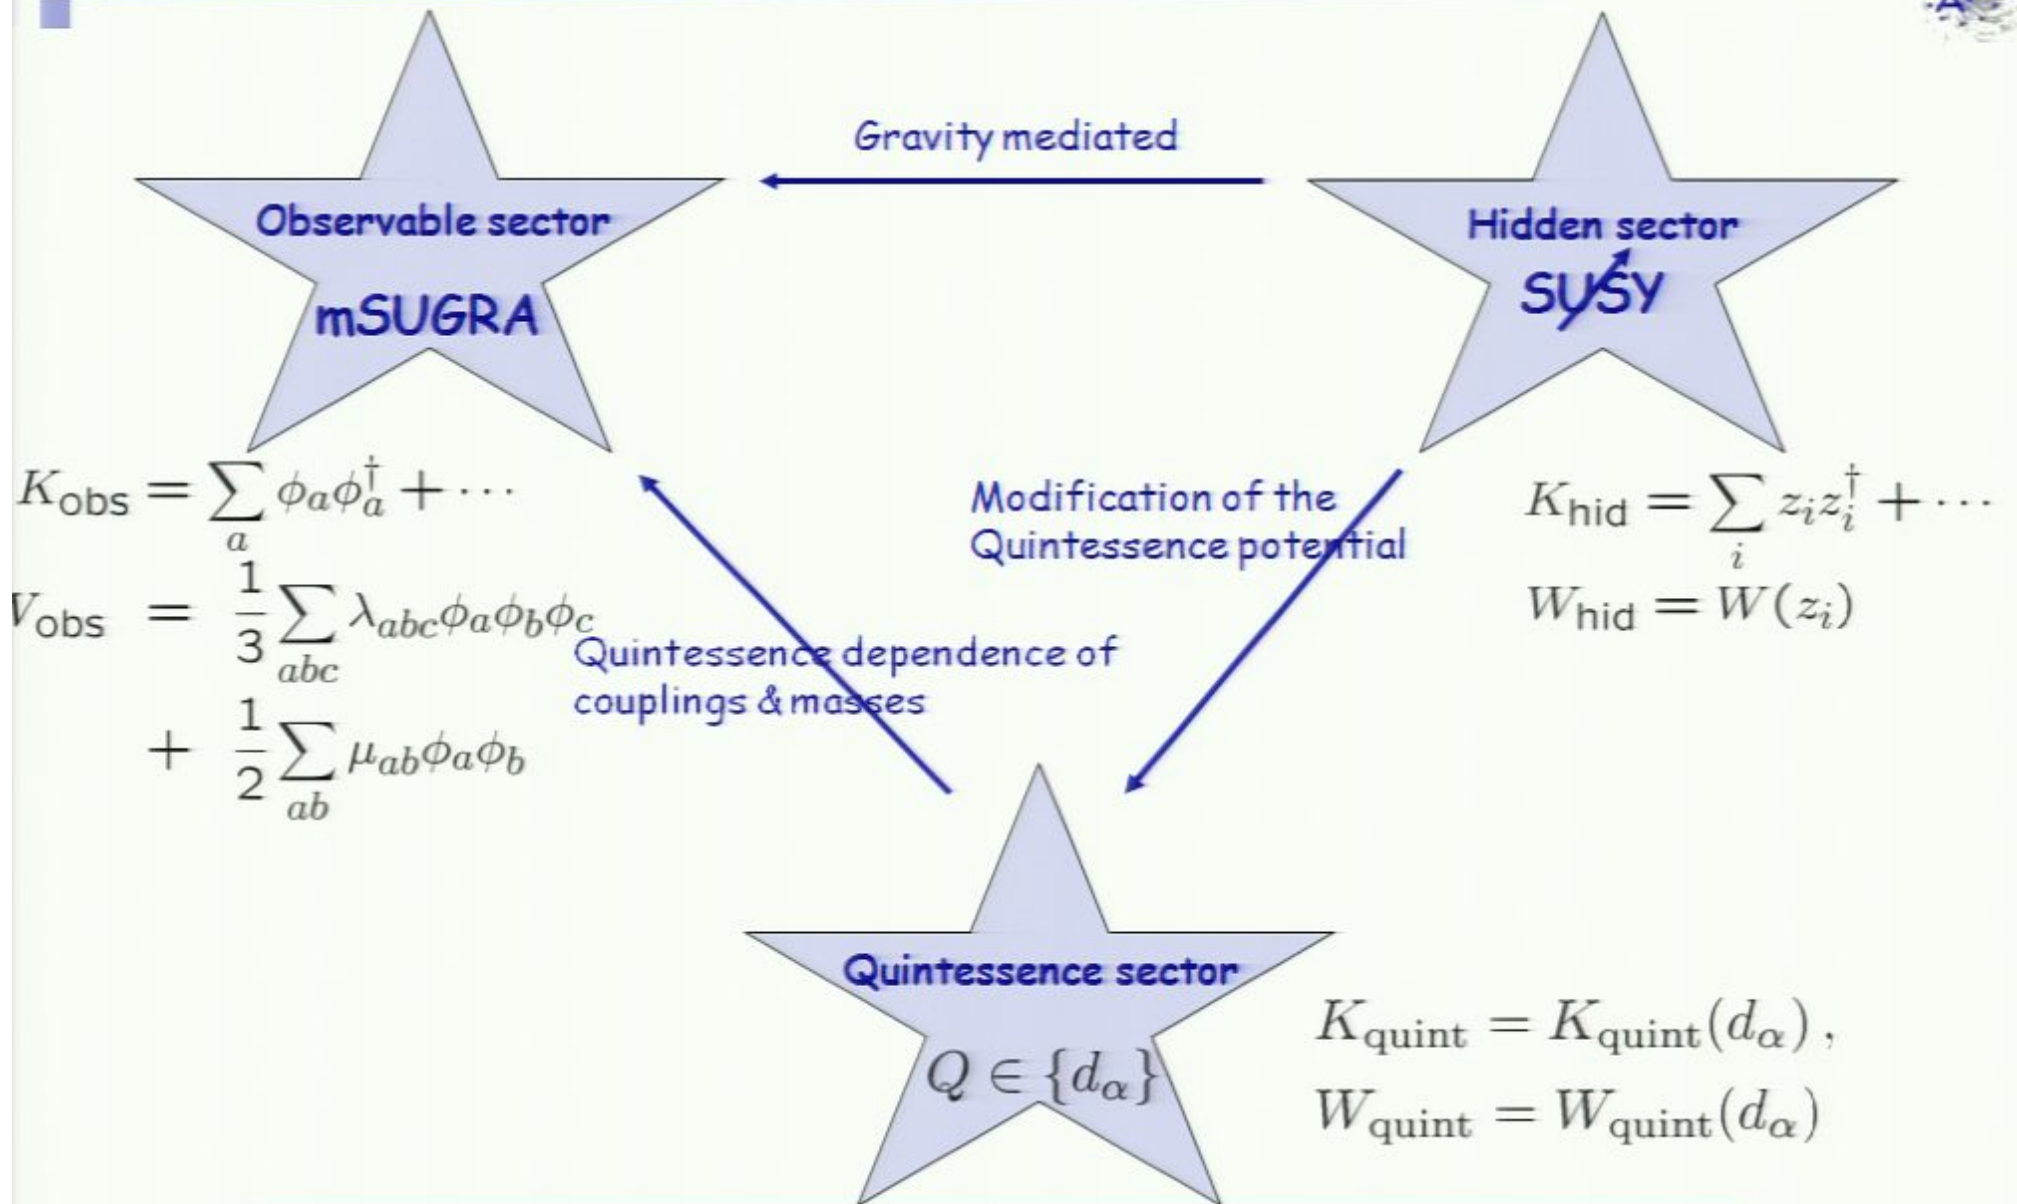 Gravity mediated
Observable sector
mSUGRA
Hidden sector
SUSY
K_obs = ∑_a φ_a φ_a^† + ⋯
V_obs = 1/3 ∑_abc λ_abc φ_a φ_b φ_c
+ 1/2 ∑_ab μ_ab φ_a φ_b
Modification of the
Quintessence potential
K_hid = ∑_i z_i z_i^† + ⋯
W_hid = W(z_i)
Quintessence dependence of
couplings & masses
Quintessence sector
Q ∈ {d_α}
K_quint = K_quint(d_α) ,
W_quint = W_quint(d_α)